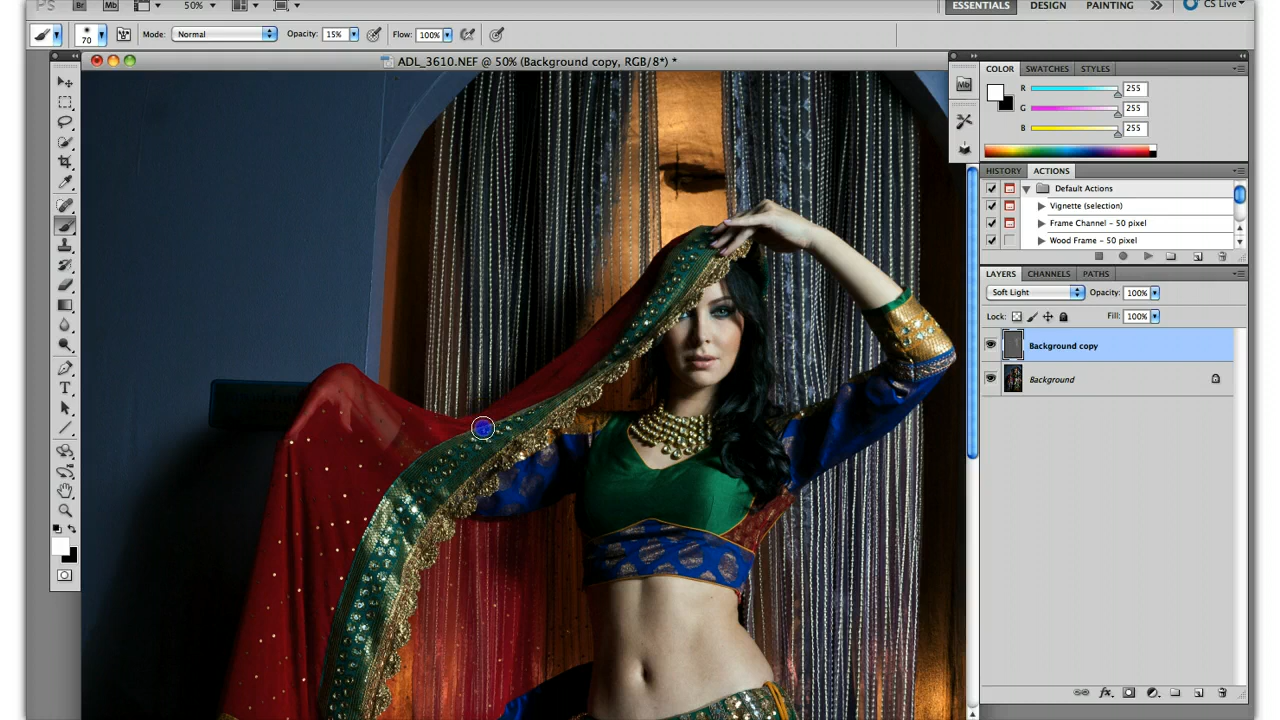 PS Br Mb 50% ESSENTIALS DESIGN PAINTING CS Live
70 Mode: Normal Opacity: 15% Flow: 100%
ADL_3610.NEF @ 50% (Background copy, RGB/8*) *
Mb
COLOR SWATCHES STYLES
R 255
G 255
B 255
HISTORY ACTIONS
Default Actions
Vignette (selection)
Frame Channel - 50 pixel
Wood Frame - 50 pixel
LAYERS CHANNELS PATHS
Soft Light Opacity: 100%
Lock: Fill: 100%
Background copy
Background
fx
T